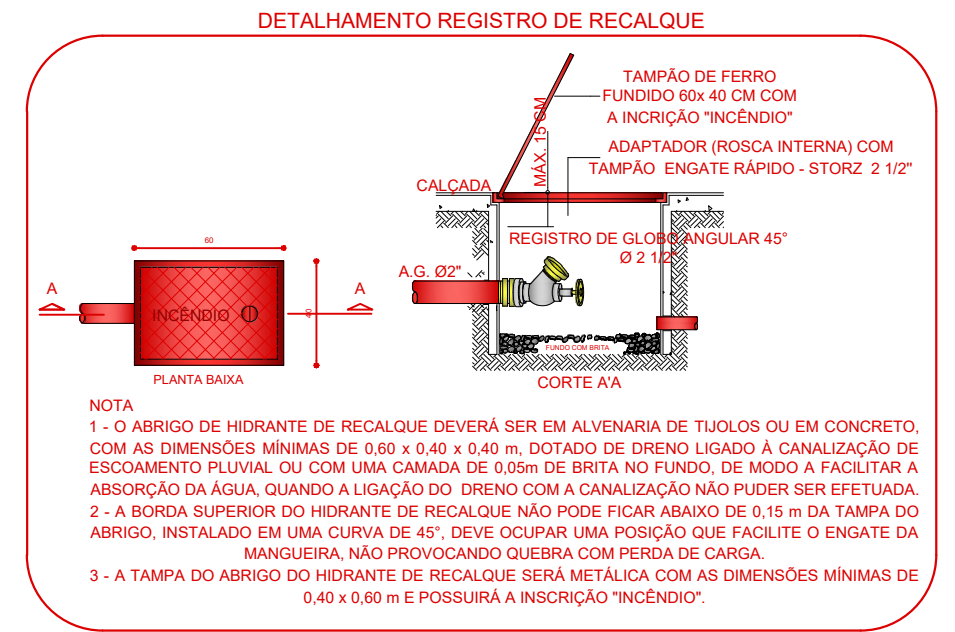 DETALHAMENTO REGISTRO DE RECALQUE
TAMPÃO DE FERRO
FUNDIDO 60x 40 CM COM
A INCRIÇÃO "INCÊNDIO"
MÁX. 15 CM
ADAPTADOR (ROSCA INTERNA) COM
TAMPÃO ENGATE RÁPIDO - STORZ 2 1/2"
CALÇADA
REGISTRO DE GLOBO ANGULAR 45°
Ø 2 1/2"
A.G. Ø2"
60
40
A
A
INCÊNDIO
FUNDO COM BRITA
PLANTA BAIXA
CORTE A'A
NOTA
1 - O ABRIGO DE HIDRANTE DE RECALQUE DEVERÁ SER EM ALVENARIA DE TIJOLOS OU EM CONCRETO,
COM AS DIMENSÕES MÍNIMAS DE 0,60 x 0,40 x 0,40 m, DOTADO DE DRENO LIGADO À CANALIZAÇÃO DE
ESCOAMENTO PLUVIAL OU COM UMA CAMADA DE 0,05m DE BRITA NO FUNDO, DE MODO A FACILITAR A
ABSORÇÃO DA ÁGUA, QUANDO A LIGAÇÃO DO DRENO COM A CANALIZAÇÃO NÃO PUDER SER EFETUADA.
2 - A BORDA SUPERIOR DO HIDRANTE DE RECALQUE NÃO PODE FICAR ABAIXO DE 0,15 m DA TAMPA DO
ABRIGO, INSTALADO EM UMA CURVA DE 45°, DEVE OCUPAR UMA POSIÇÃO QUE FACILITE O ENGATE DA
MANGUEIRA, NÃO PROVOCANDO QUEBRA COM PERDA DE CARGA.
3 - A TAMPA DO ABRIGO DO HIDRANTE DE RECALQUE SERÁ METÁLICA COM AS DIMENSÕES MÍNIMAS DE
0,40 x 0,60 m E POSSUIRÁ A INSCRIÇÃO "INCÊNDIO".